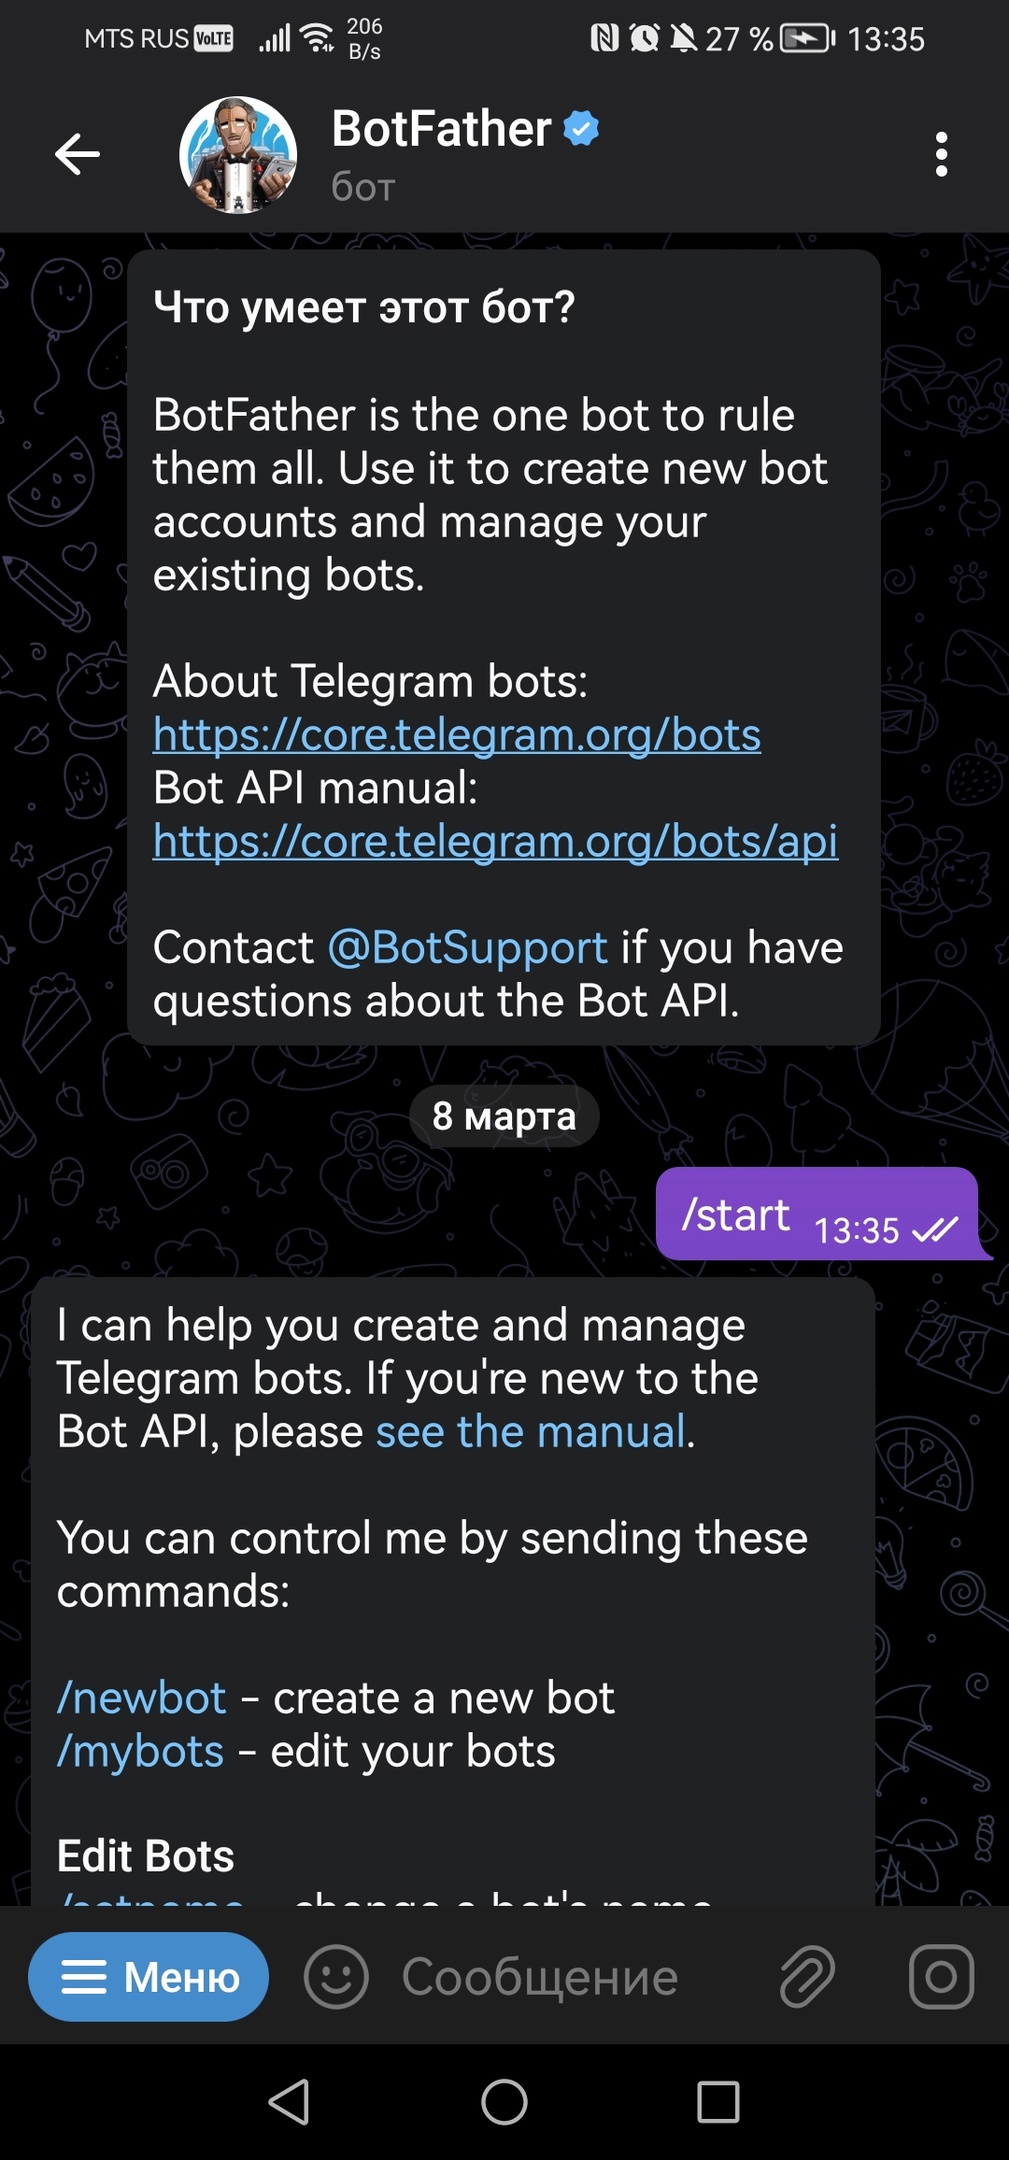 MTS RUS VoLTE 206 B/s 27 % 13:35
BotFather
бот
Что умеет этот бот?
BotFather is the one bot to rule
them all. Use it to create new bot
accounts and manage your
existing bots.
About Telegram bots:
https://core.telegram.org/bots
Bot API manual:
https://core.telegram.org/bots/api
Contact @BotSupport if you have
questions about the Bot API.
8 марта
/start 13:35
I can help you create and manage
Telegram bots. If you're new to the
Bot API, please see the manual.
You can control me by sending these
commands:
/newbot - create a new bot
/mybots - edit your bots
Edit Bots
/setname - change a bot's name
Меню Сообщение